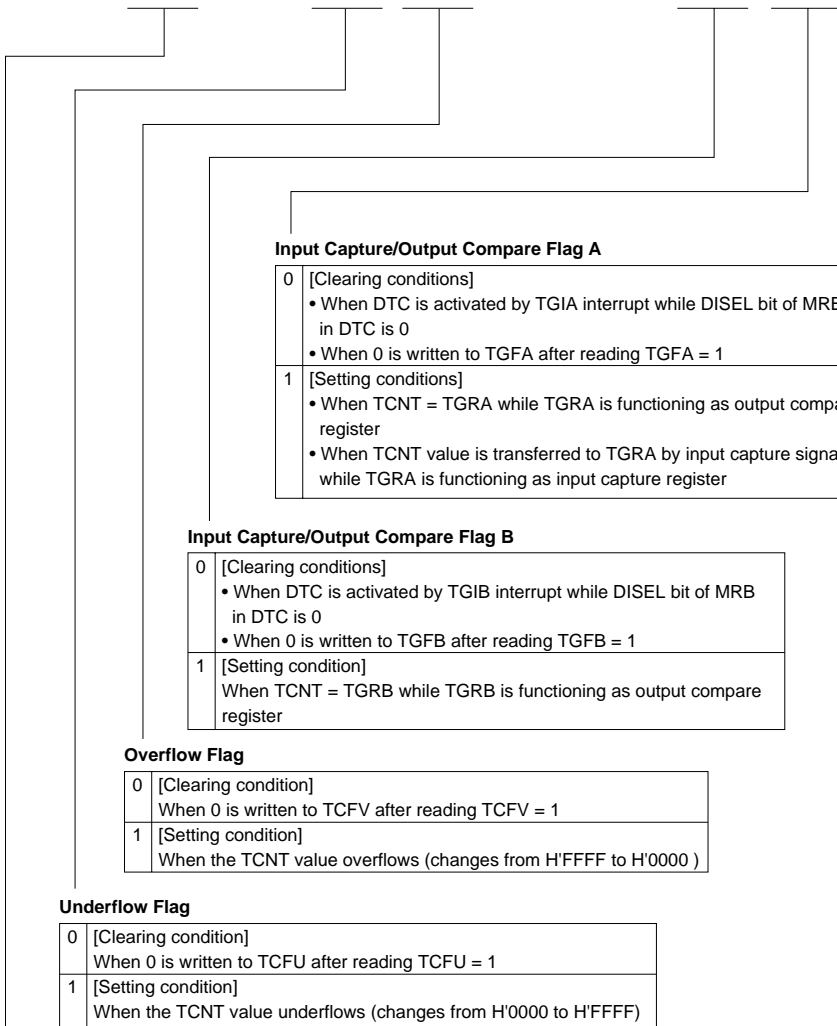 Input Capture/Output Compare Flag A
0 [Clearing conditions]
• When DTC is activated by TGIA interrupt while DISEL bit of
in DTC is 0
• When 0 is written to TGFA after reading TGFA = 1
1 [Setting conditions]
• When TCNT = TGRA while TGRA is functioning as output
register
• When TCNT value is transferred to TGRA by input capture
while TGRA is functioning as input capture register
Input Capture/Output Compare Flag B
0 [Clearing conditions]
• When DTC is activated by TGIB interrupt while DISEL bit of MRB
in DTC is 0
• When 0 is written to TGFB after reading TGFB = 1
1 [Setting condition]
When TCNT = TGRB while TGRB is functioning as output compare
register
Overflow Flag
0 [Clearing condition]
When 0 is written to TCFV after reading TCFV = 1
1 [Setting condition]
When the TCNT value overflows (changes from H'FFFF to H'0000 )
Underflow Flag
0 [Clearing condition]
When 0 is written to TCFU after reading TCFU = 1
1 [Setting condition]
When the TCNT value underflows (changes from H'0000 to H'FFFF)